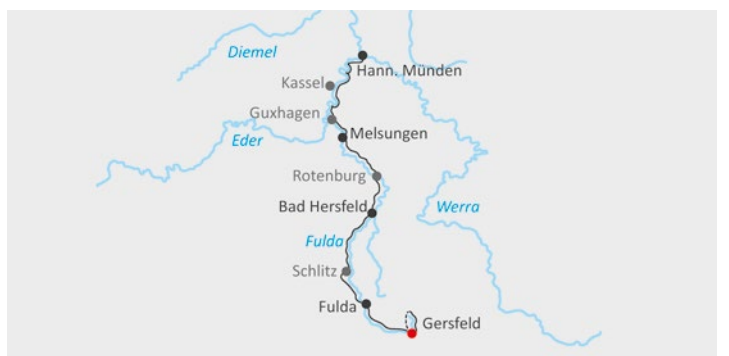 Diemel
Hann. Münden
Kassel
Guxhagen
Melsungen
Eder
Rotenburg
Bad Hersfeld
Werra
Fulda
Schlitz
Fulda
Gersfeld